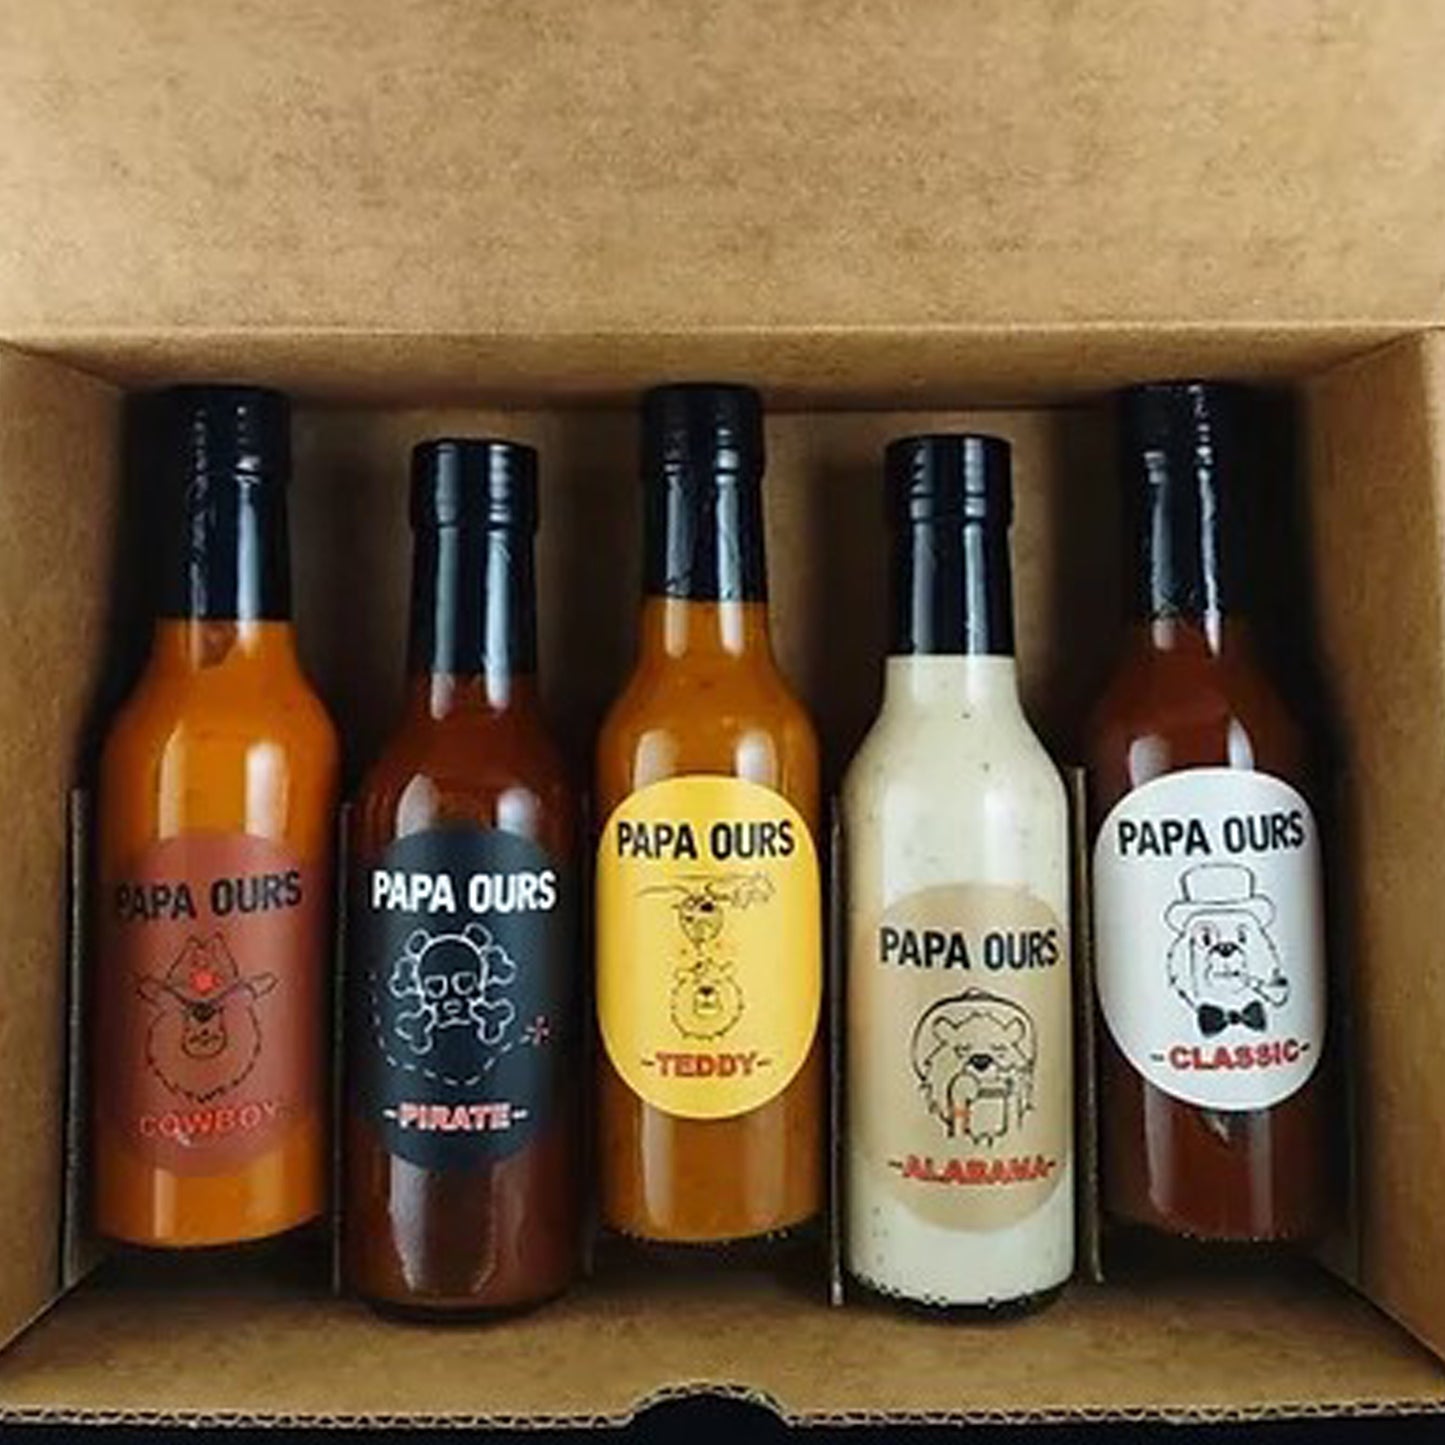 PAPA OURS
COWBOY
PAPA OURS
-PIRATE-
PAPA OURS
-TEDDY-
PAPA OURS
-ALABAMA-
PAPA OURS
-CLASSIC-